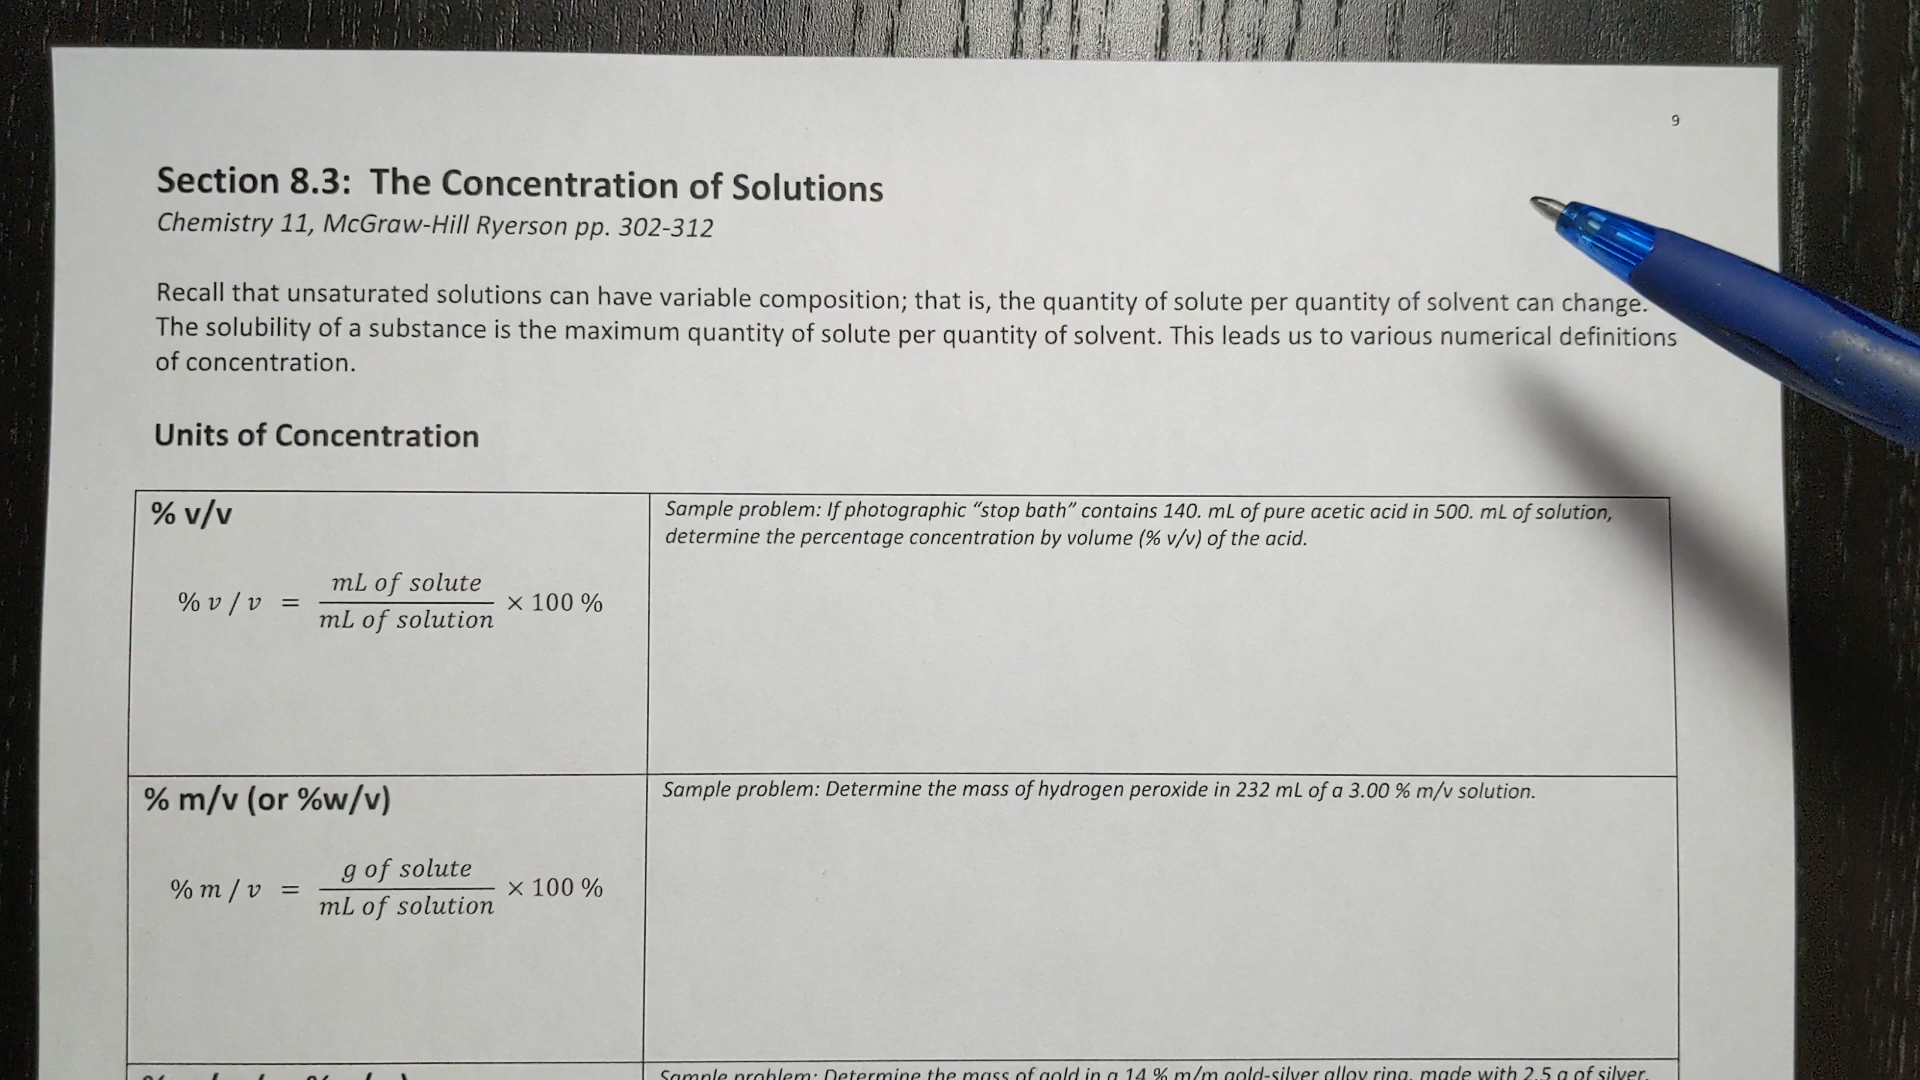 9
Section 8.3: The Concentration of Solutions
Chemistry 11, McGraw-Hill Ryerson pp. 302-312
Recall that unsaturated solutions can have variable composition; that is, the quantity of solute per quantity of solvent can change.
The solubility of a substance is the maximum quantity of solute per quantity of solvent. This leads us to various numerical definitions
of concentration.
Units of Concentration
% v/v
% v / v = mL of solute / mL of solution × 100 %
Sample problem: If photographic “stop bath” contains 140. mL of pure acetic acid in 500. mL of solution,
determine the percentage concentration by volume (% v/v) of the acid.
% m/v (or %w/v)
% m / v = g of solute / mL of solution × 100 %
Sample problem: Determine the mass of hydrogen peroxide in 232 mL of a 3.00 % m/v solution.
Sample problem: Determine the mass of gold in a 14 % m/m gold-silver alloy ring, made with 2.5 g of silver.